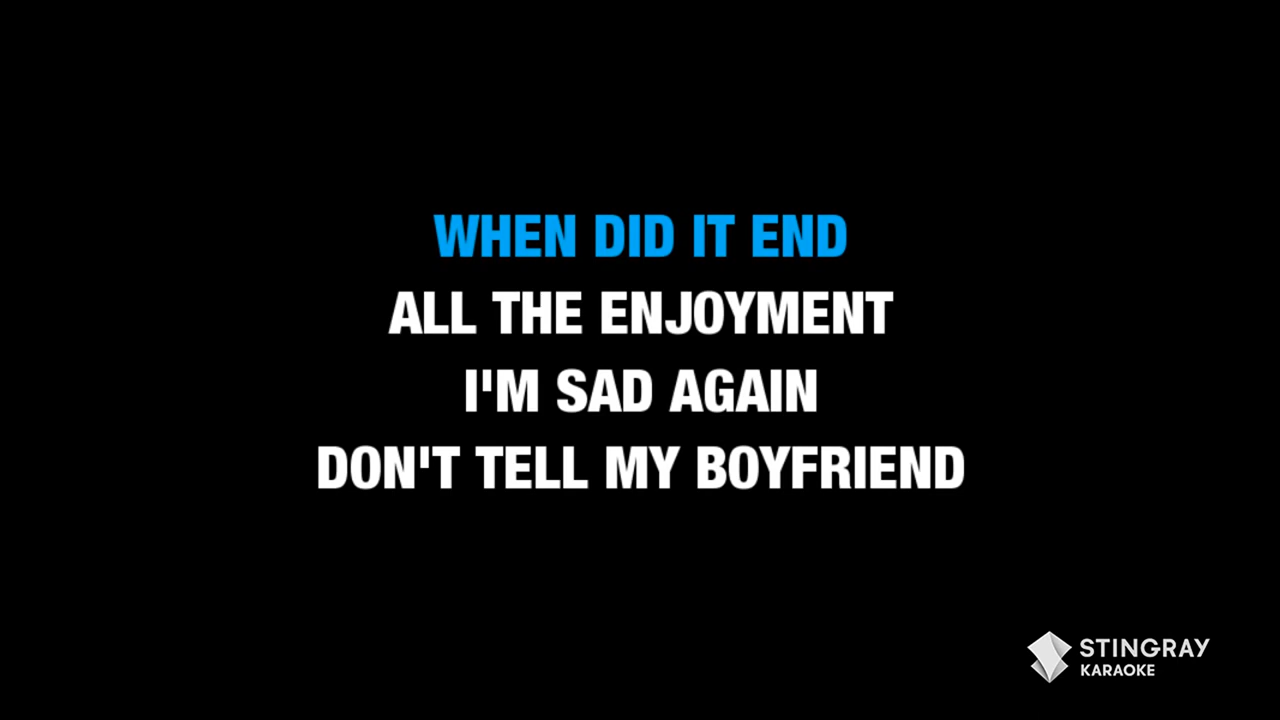 WHEN DID IT END
ALL THE ENJOYMENT
I'M SAD AGAIN
DON'T TELL MY BOYFRIEND
STINGRAY
KARAOKE